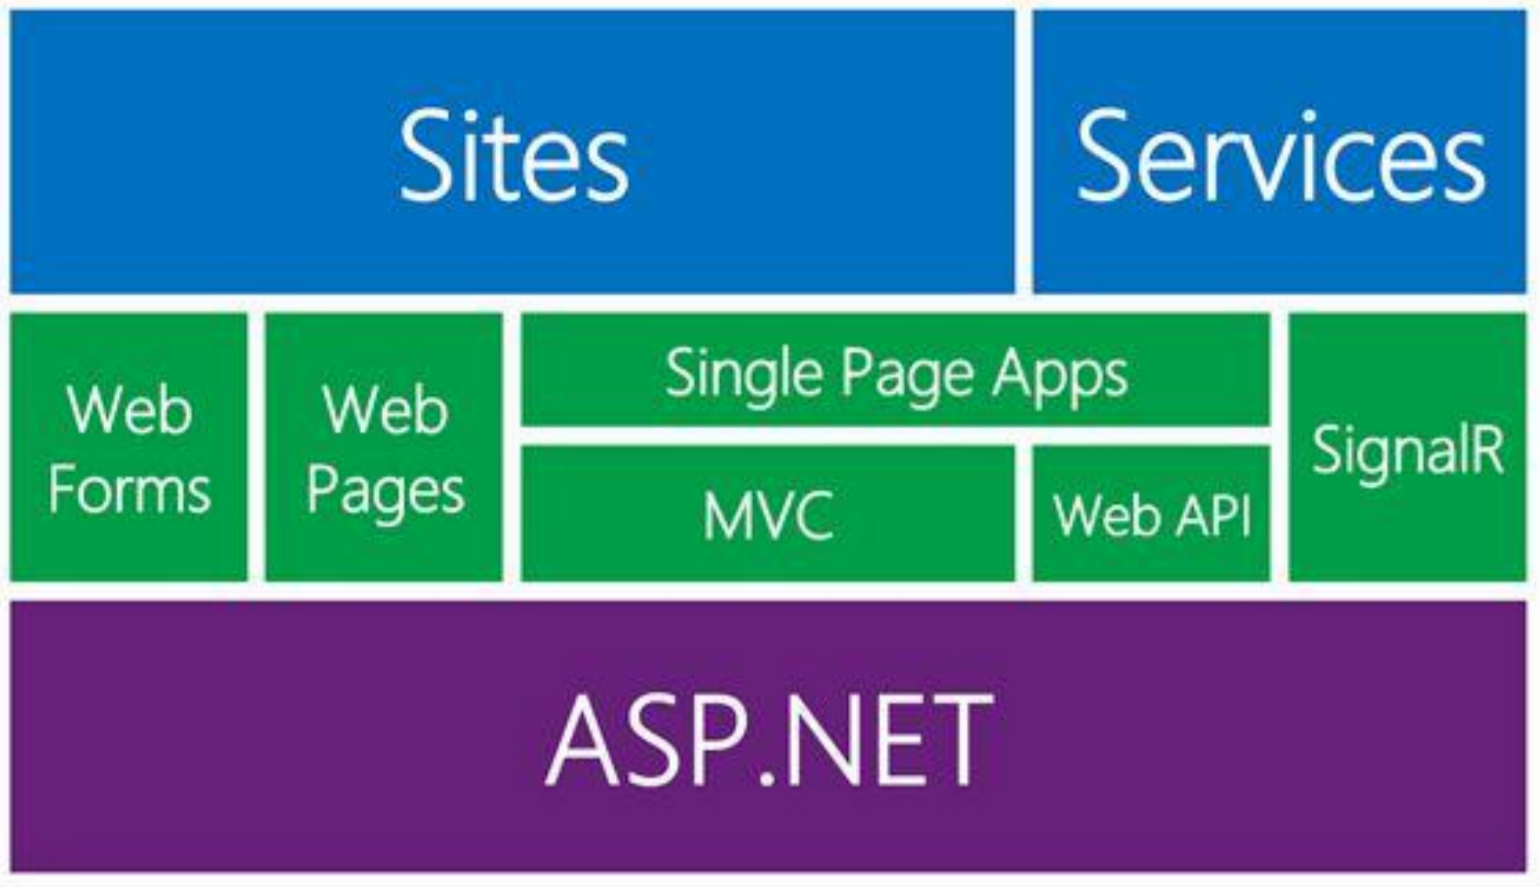 Sites
Services
Web
Forms
Web
Pages
Single Page Apps
MVC
Web API
SignalR
ASP.NET